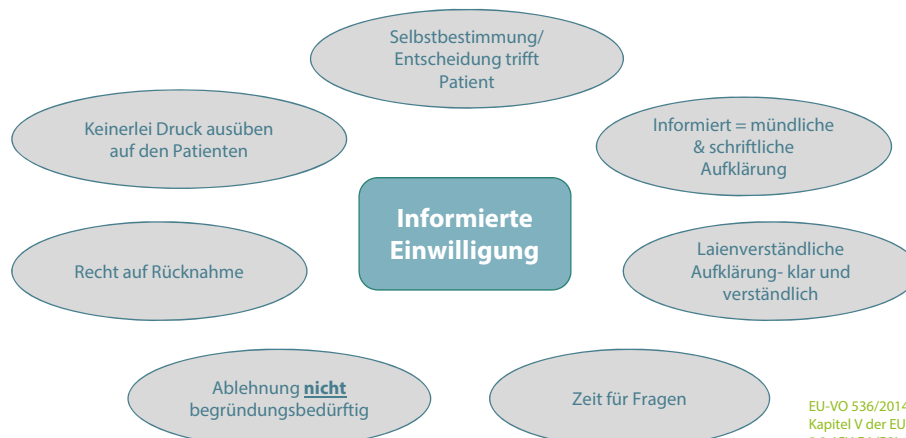 Selbstbestimmung/
Entscheidung trifft
Patient
Keinerlei Druck ausüben
auf den Patienten
Informiert = mündliche
& schriftliche
Aufklärung
Informierte
Einwilligung
Recht auf Rücknahme
Laienverständliche
Aufklärung- klar und
verständlich
Ablehnung nicht
begründungsbedürftig
Zeit für Fragen
EU-VO 536/2014
Kapitel V der EU